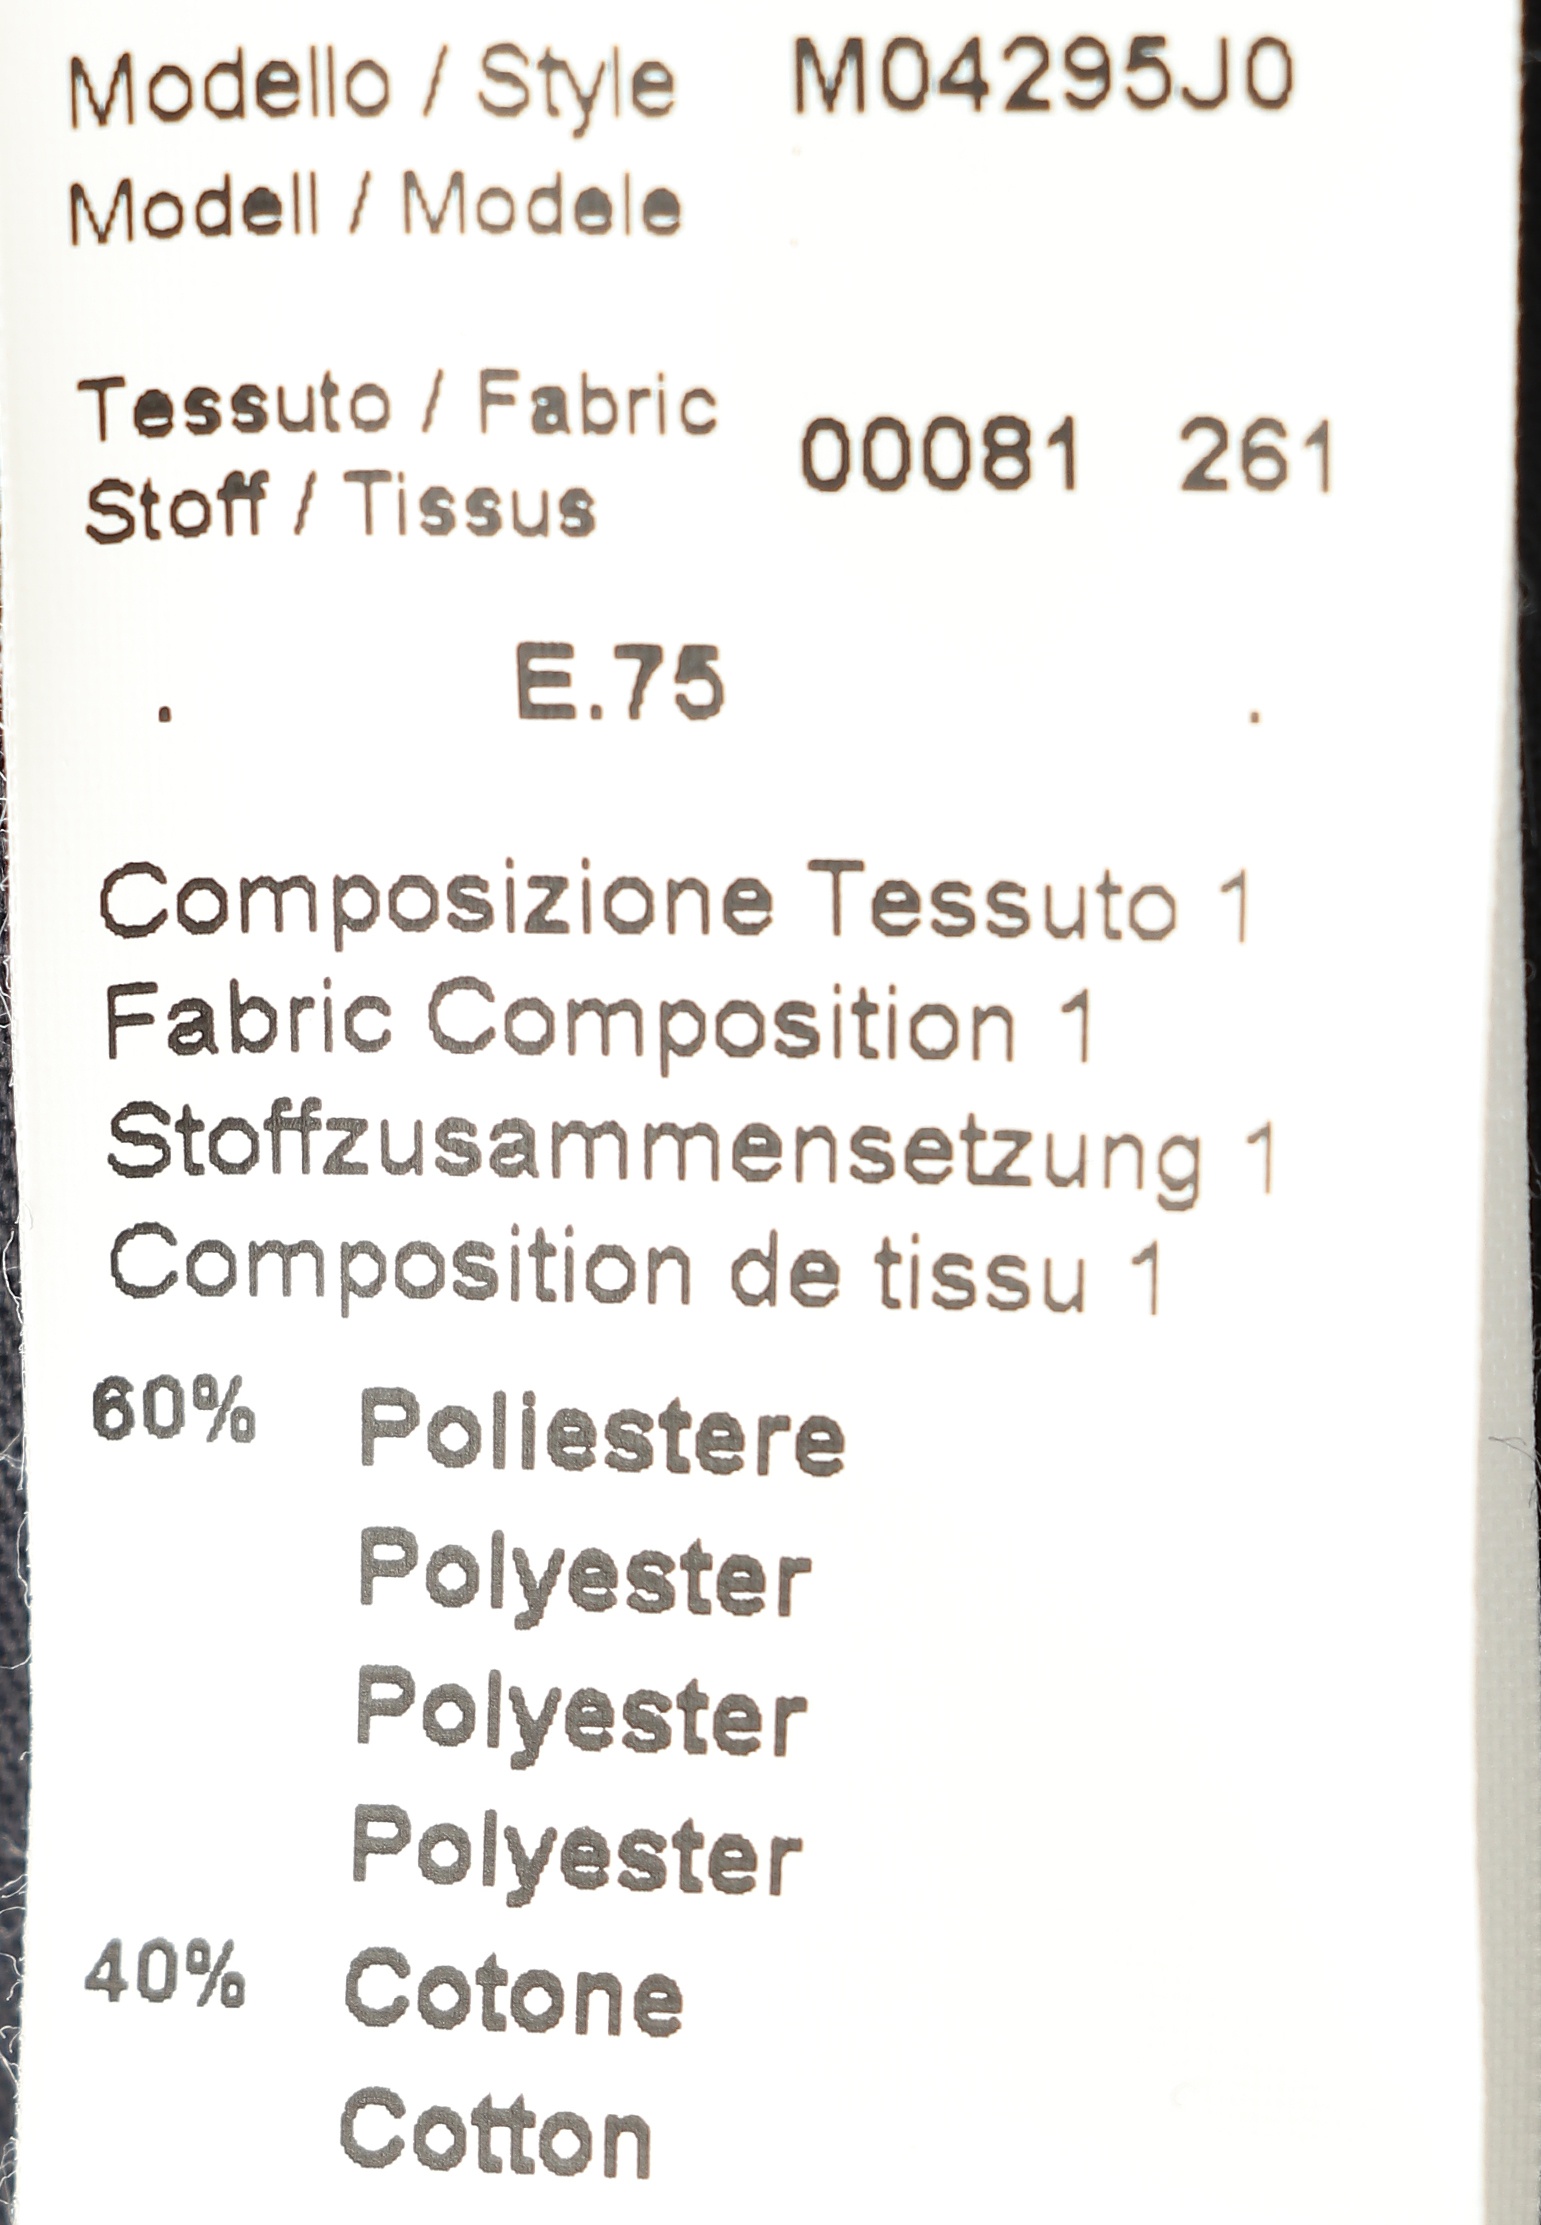 Modello / Style M04295J0
Modell / Modele
Tessuto / Fabric
00081 261
Stoff / Tissus
. E.75 .
Composizione Tessuto 1
Fabric Composition 1
Stoffzusammensetzung 1
Composition de tissu 1
60% Poliestere
Polyester
Polyester
Polyester
40% Cotone
Cotton